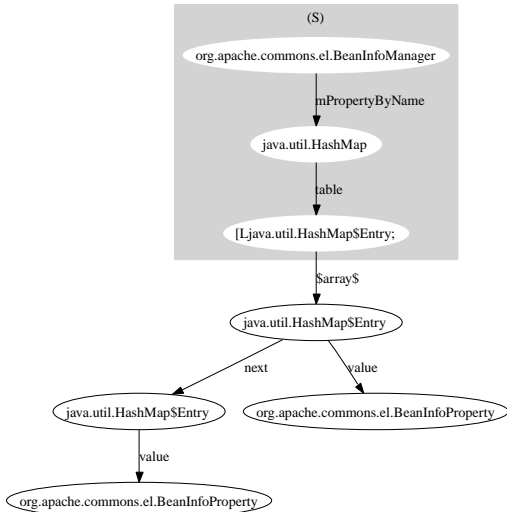 (S)
org.apache.commons.el.BeanInfoManager
mPropertyByName
java.util.HashMap
table
[Ljava.util.HashMap$Entry;
$array$
java.util.HashMap$Entry
next
value
java.util.HashMap$Entry
org.apache.commons.el.BeanInfoProperty
value
org.apache.commons.el.BeanInfoProperty